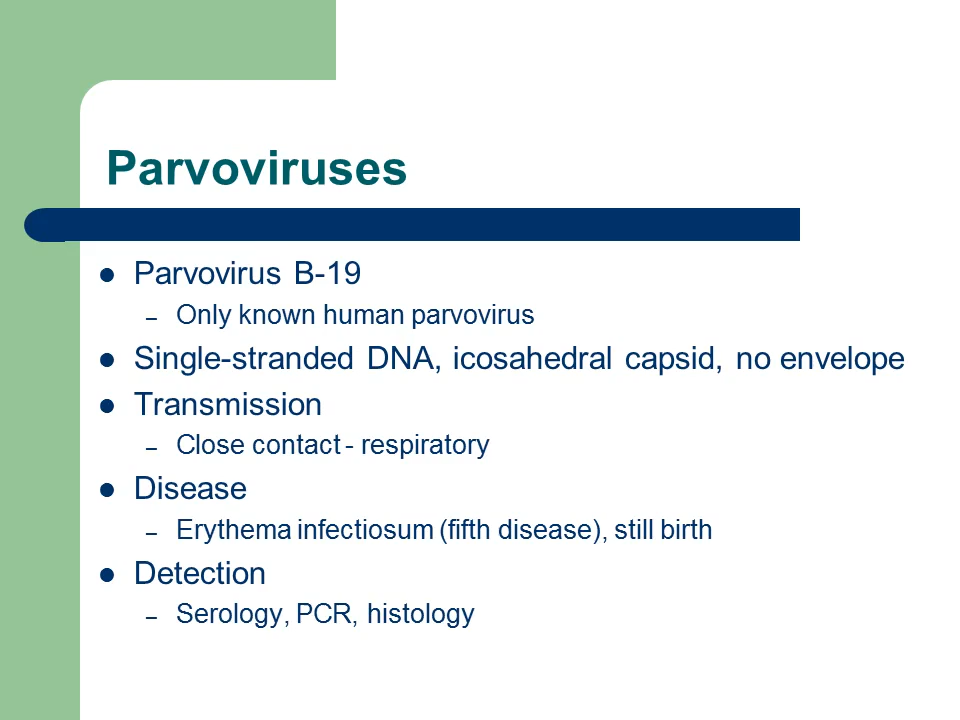 Parvoviruses
Parvovirus B-19
– Only known human parvovirus
Single-stranded DNA, icosahedral capsid, no envelope
Transmission
– Close contact - respiratory
Disease
– Erythema infectiosum (fifth disease), still birth
Detection
– Serology, PCR, histology